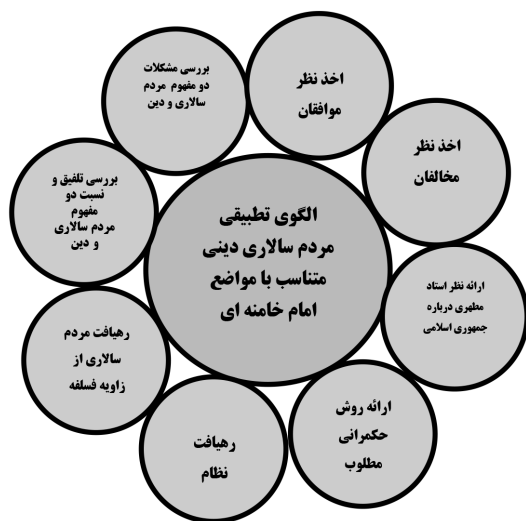 الگوی تطبیقی
مردم سالاری دینی
متناسب با مواضع
امام خامنه ای
اخذ نظر
موافقان
اخذ نظر
مخالفان
ارائه نظر استاد
مطهری درباره
جمهوری اسلامی
ارائه روش
حکمرانی
مطلوب
رهیافت
نظام
رهیافت مردم
سالاری از
زاویه فسلفه
بررسی تلفیق و
نسبت دو
مفهوم
مردم سالاری
و دین
بررسی مشکلات
دو مفهوم مردم
سالاری و دین